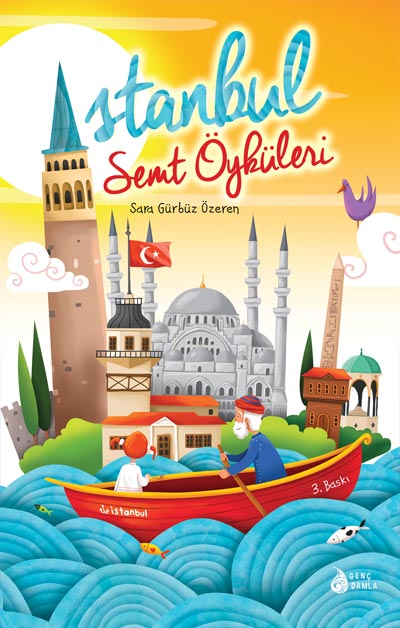 İstanbul
Semt Öyküleri
Sara Gürbüz Özeren
3. Baskı
istanbul
GENÇ
DAMLA